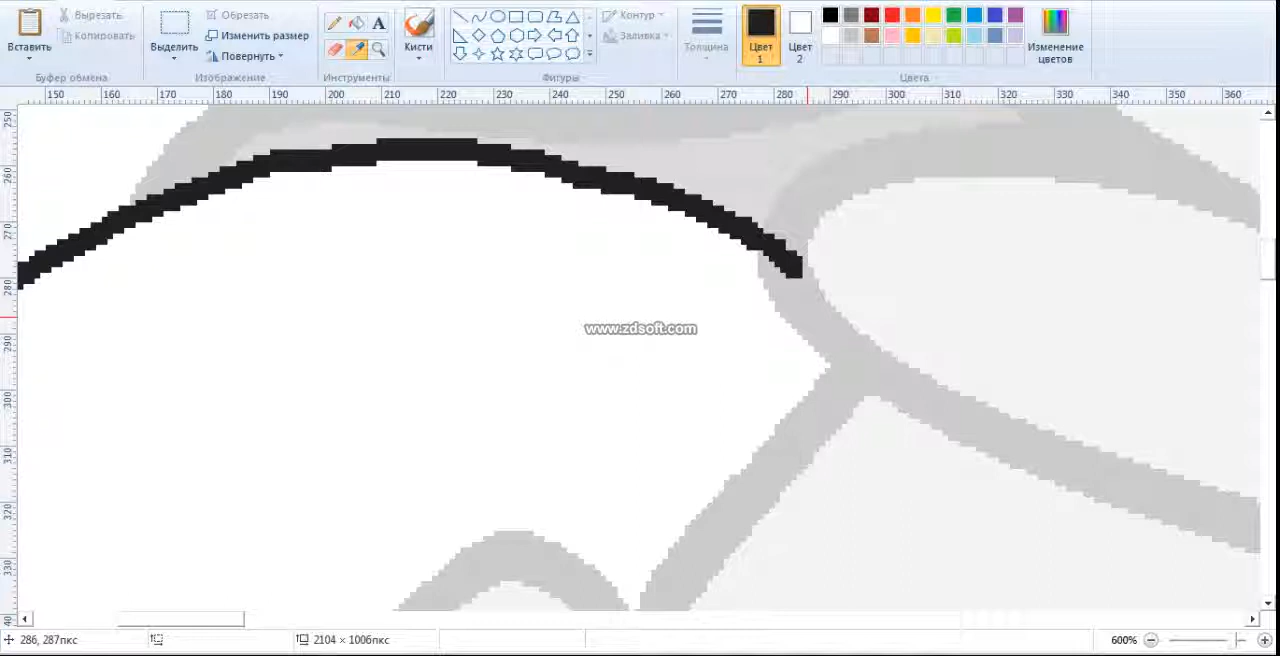 Вырезать
Копировать
Вставить
Буфер обмена
Выделить
Обрезать
Изменить размер
Повернуть
Изображение
A
Инструменты
Кисти
Контур
Заливка
Фигуры
Толщина
Цвет 1
Цвет 2
Изменение цветов
Цвета
150 160 170 180 190 200 210 220 230 240 250 260 270 280 290 300 310 320 330 340 350 360
250
260
270
280
290
300
310
320
330
40
www.zdsoft.com
286, 287пкс
2104 × 1006пкс
600%